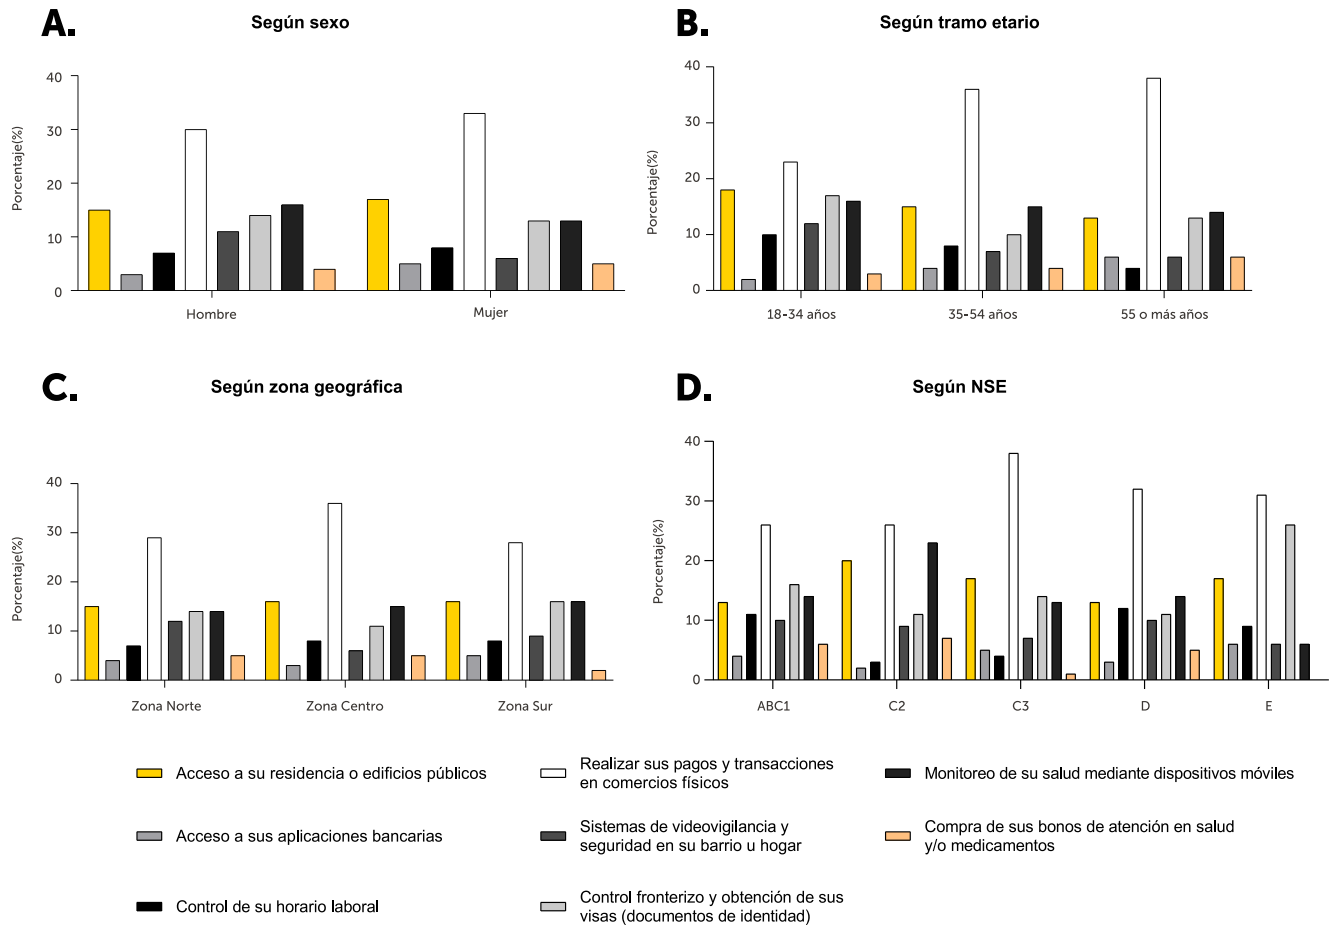 A.
Según sexo
Porcentaje(%)
40
30
20
10
0
Hombre
Mujer
B.
Según tramo etario
Porcentaje(%)
40
30
20
10
0
18-34 años
35-54 años
55 o más años
C.
Según zona geográfica
Porcentaje(%)
40
30
20
10
0
Zona Norte
Zona Centro
Zona Sur
D.
Según NSE
Porcentaje(%)
40
30
20
10
0
ABC1
C2
C3
D
E
Acceso a su residencia o edificios públicos
Acceso a sus aplicaciones bancarias
Control de su horario laboral
Realizar sus pagos y transacciones
en comercios físicos
Sistemas de videovigilancia y
seguridad en su barrio u hogar
Control fronterizo y obtención de sus
visas (documentos de identidad)
Monitoreo de su salud mediante dispositivos móviles
Compra de sus bonos de atención en salud
y/o medicamentos